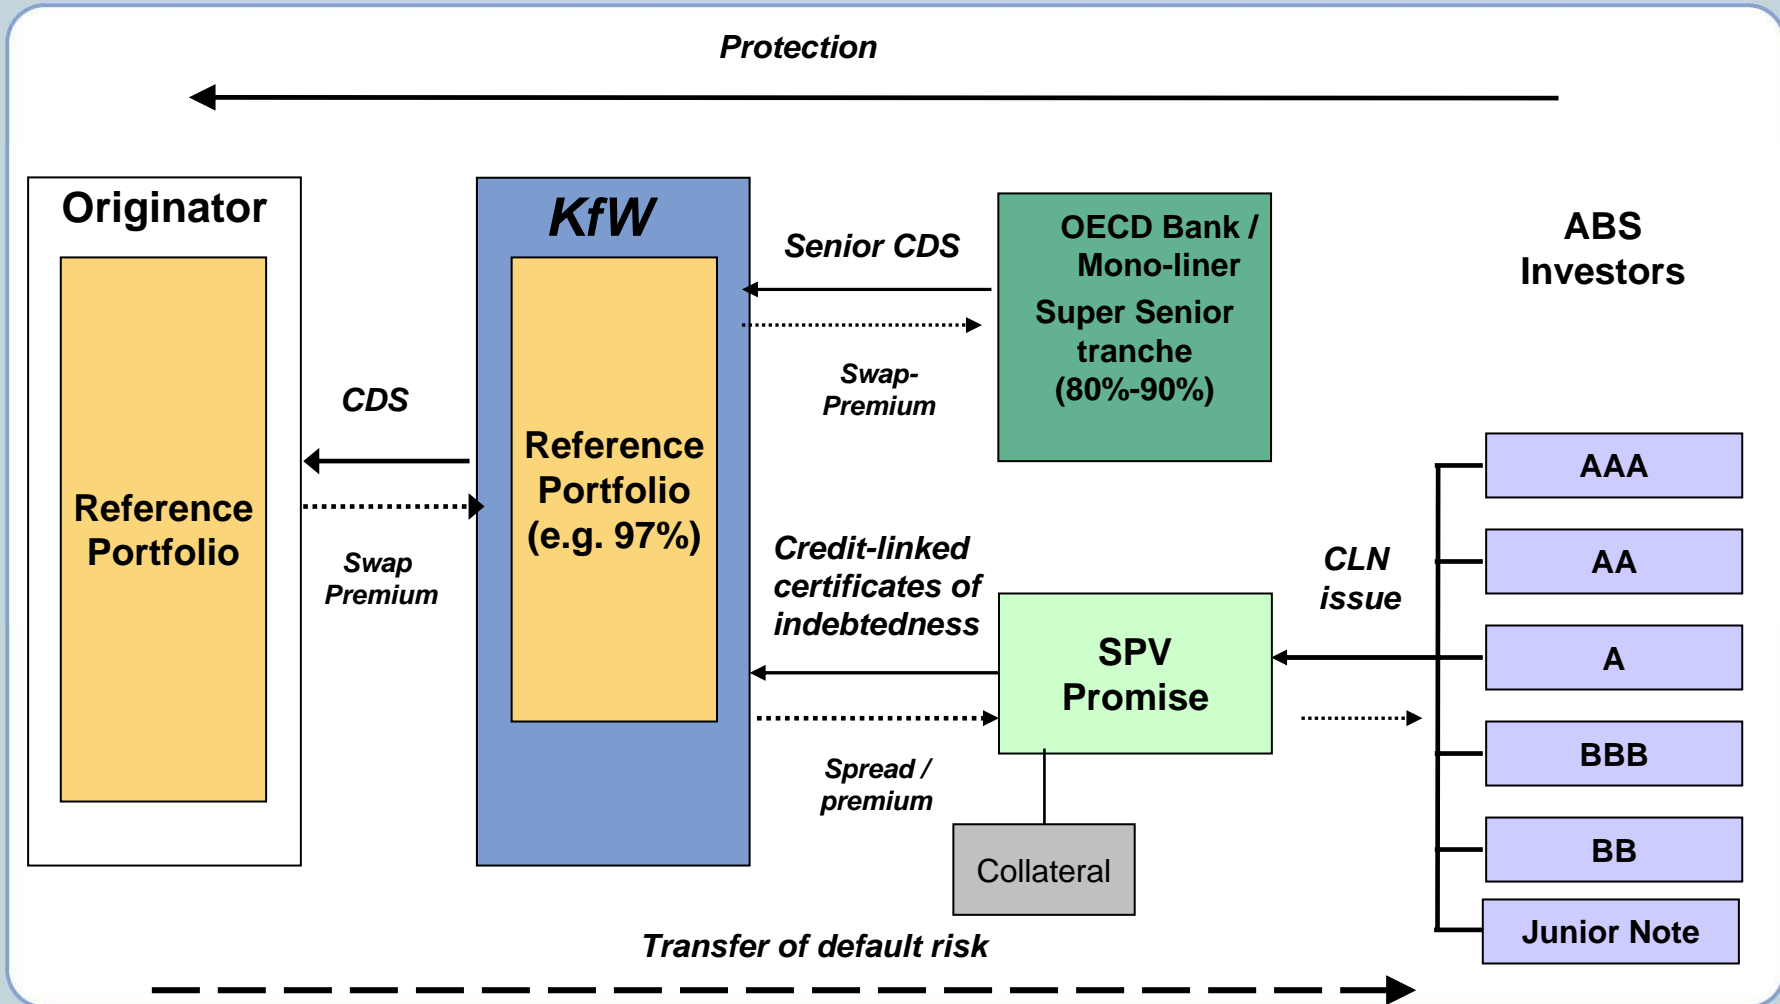 Protection
Originator
Reference
Portfolio
CDS
Swap
Premium
KfW
Reference
Portfolio
(e.g. 97%)
Senior CDS
Swap-
Premium
OECD Bank /
Mono-liner
Super Senior
tranche
(80%-90%)
Credit-linked
certificates of
indebtedness
Spread /
premium
SPV
Promise
Collateral
CLN
issue
ABS
Investors
AAA
AA
A
BBB
BB
Junior Note
Transfer of default risk